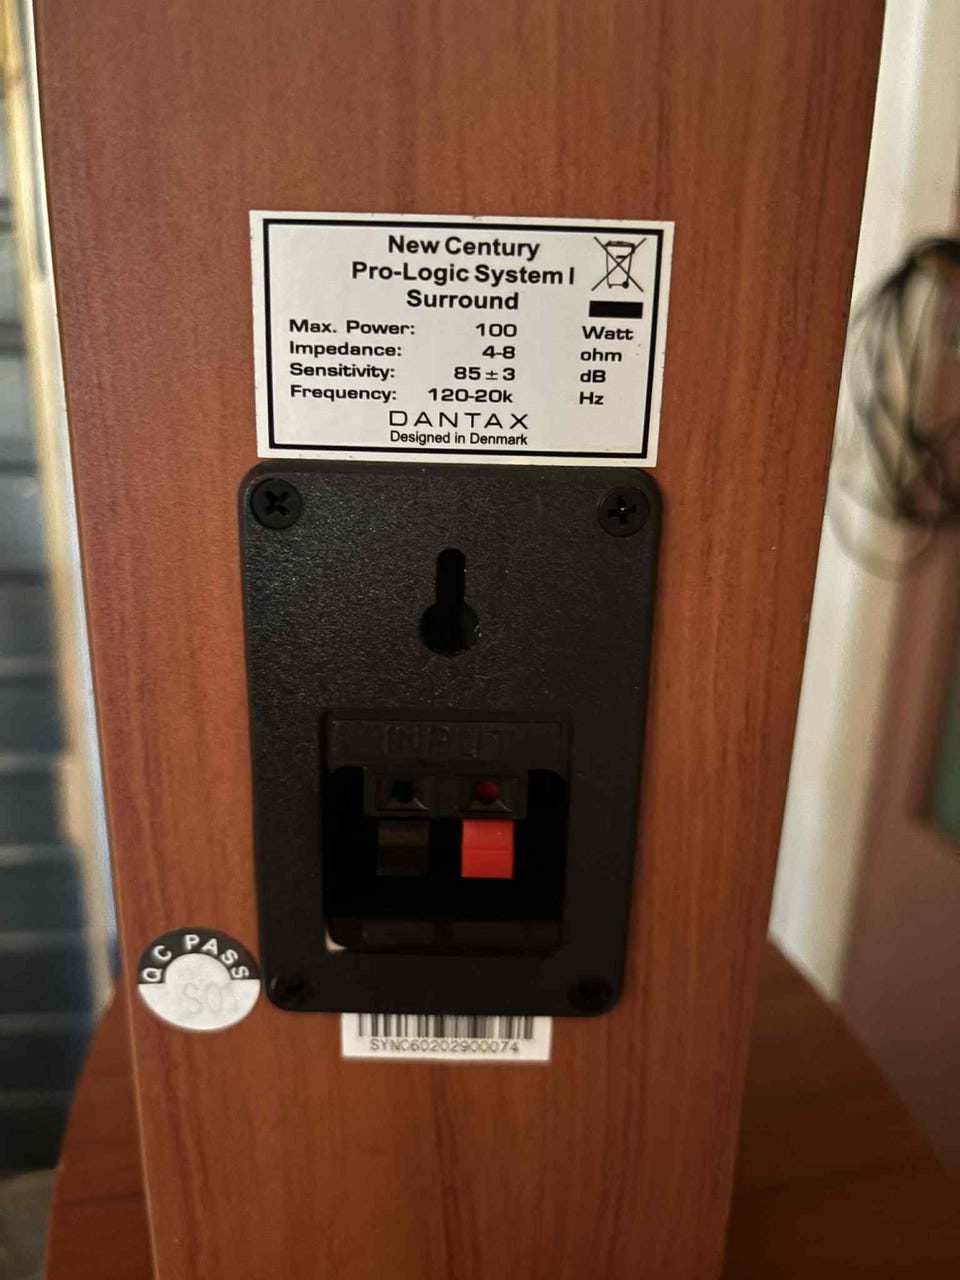 New Century
Pro-Logic System I
Surround
Max. Power: 100 Watt
Impedance: 4-8 ohm
Sensitivity: 85±3 dB
Frequency: 120-20k Hz
DANTAX
Designed in Denmark
INPUT
QC PASS
SYNC60202900074